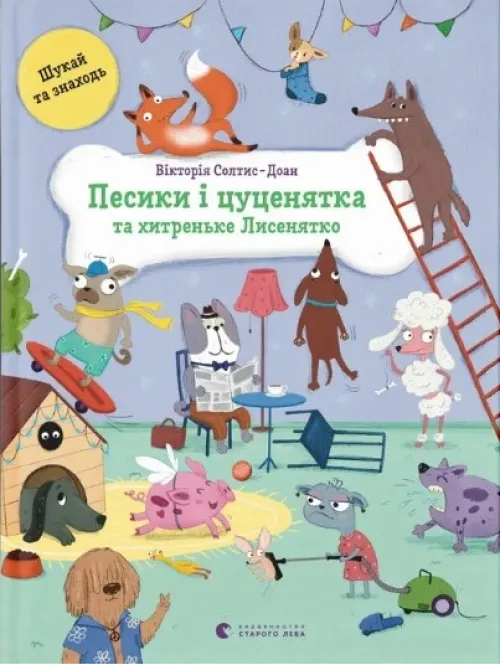 Шукай
та знаходь
Вікторія Солтис-Доан
Песики і цуценятка
та хитреньке Лисенятко
ВИДАВНИЦТВО
СТАРОГО ЛЕВА